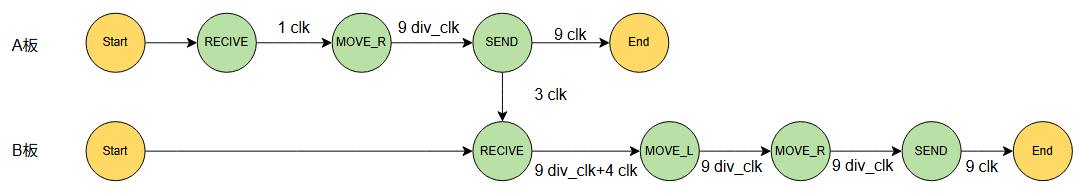 A板
Start
RECIVE
1 clk
MOVE_R
9 div_clk
SEND
9 clk
End
3 clk
B板
Start
RECIVE
9 div_clk+4 clk
MOVE_L
9 div_clk
MOVE_R
9 div_clk
SEND
9 clk
End